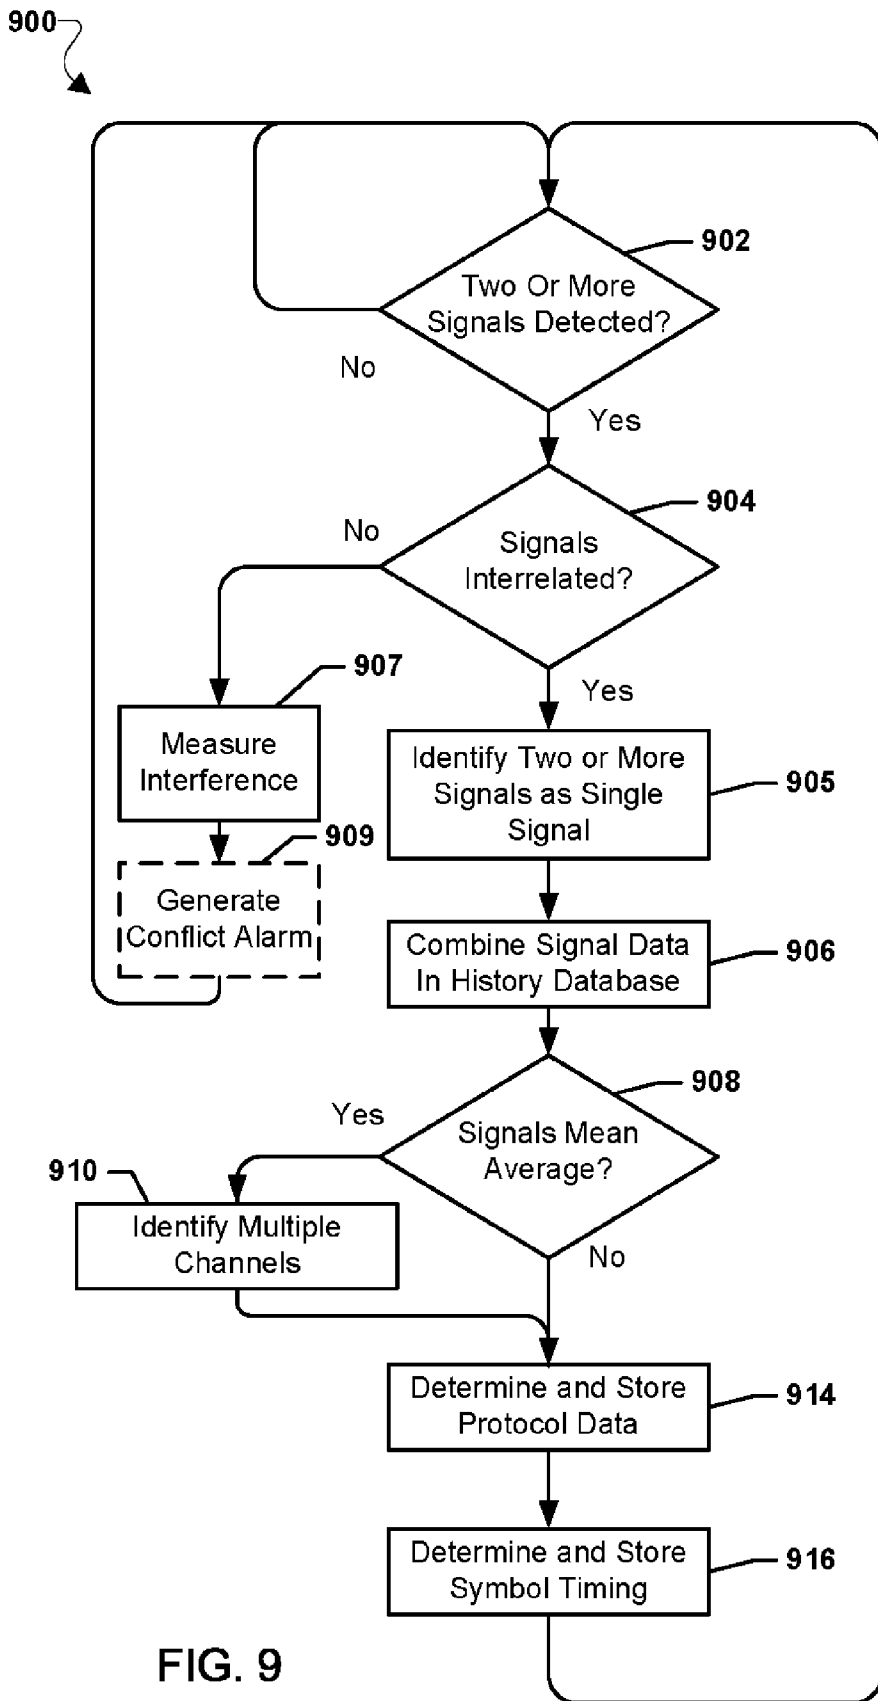 900
902
Two Or More
Signals Detected?
No
Yes
904
No
Signals
Interrelated?
Yes
907
Measure
Interference
Identify Two or More
Signals as Single
Signal
905
909
Generate
Conflict Alarm
Combine Signal Data
In History Database
906
908
Yes
Signals Mean
Average?
910
Identify Multiple
Channels
No
Determine and Store
Protocol Data
914
Determine and Store
Symbol Timing
916
FIG. 9